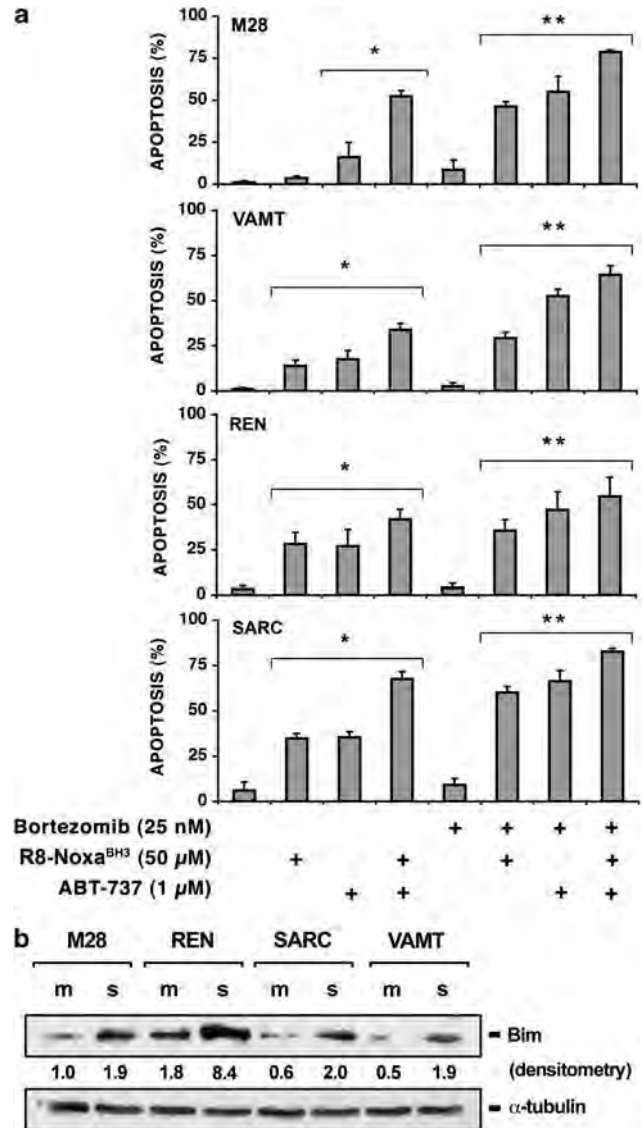 a
M28
*
**
APOPTOSIS (%)
100
75
50
25
0
VAMT
*
**
APOPTOSIS (%)
100
75
50
25
0
REN
*
**
APOPTOSIS (%)
100
75
50
25
0
SARC
*
**
APOPTOSIS (%)
100
75
50
25
0
Bortezomib (25 nM) + + + +
R8-Noxaᴮᴴ³ (50 µM) + + + +
ABT-737 (1 µM) + + + +
b
M28 REN SARC VAMT
m s m s m s m s
Bim
1.0 1.9 1.8 8.4 0.6 2.0 0.5 1.9 (densitometry)
α-tubulin